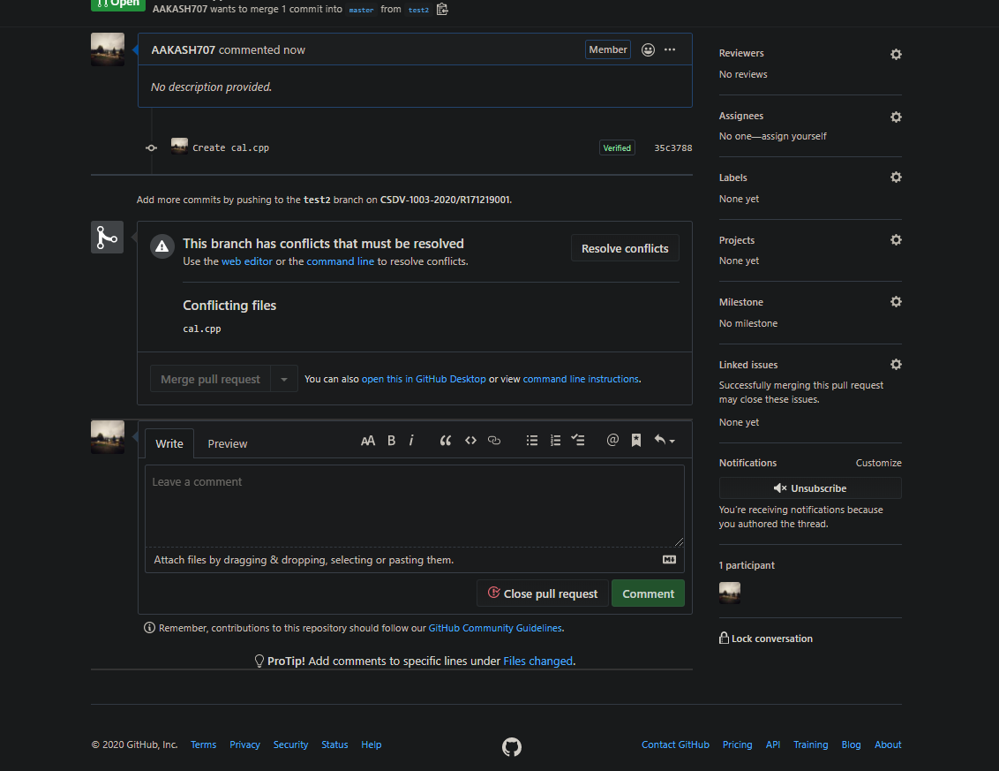 Open
AAKASH707 wants to merge 1 commit into master from test2
AAKASH707 commented now
Member
No description provided.
Create cal.cpp
Verified
35c3788
Add more commits by pushing to the test2 branch on CSDV-1003-2020/R171219001.
This branch has conflicts that must be resolved
Use the web editor or the command line to resolve conflicts.
Resolve conflicts
Conflicting files
cal.cpp
Merge pull request
You can also open this in GitHub Desktop or view command line instructions.
Write
Preview
Leave a comment
Attach files by dragging & dropping, selecting or pasting them.
Close pull request
Comment
Remember, contributions to this repository should follow our GitHub Community Guidelines.
ProTip! Add comments to specific lines under Files changed.
Reviewers
No reviews
Assignees
No one—assign yourself
Labels
None yet
Projects
None yet
Milestone
No milestone
Linked issues
Successfully merging this pull request
may close these issues.
None yet
Notifications
Customize
Unsubscribe
You're receiving notifications because
you authored the thread.
1 participant
Lock conversation
© 2020 GitHub, Inc.
Terms
Privacy
Security
Status
Help
Contact GitHub
Pricing
API
Training
Blog
About